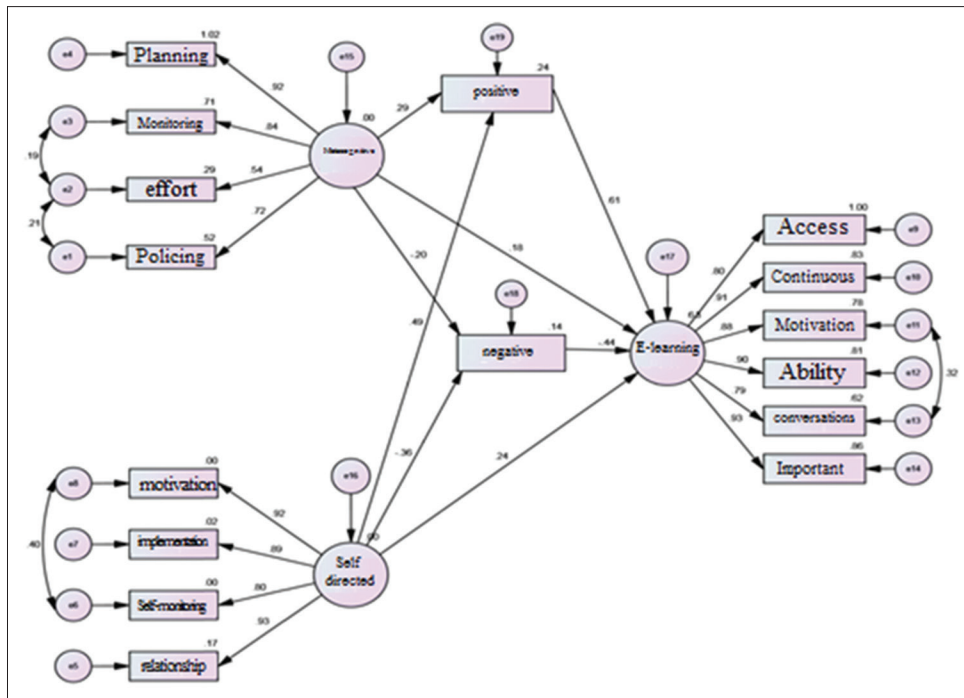 1.02
e4
Planning
e15
e19
.24
positive
.92
.00
.29
.71
e3
Monitoring
.84
.19
.29
e2
effort
.54
.72
.21
.52
e1
Policing
.61
-.20
.18
.49
e17
1.00
Access
e9
.80
.83
Continuous
e10
.91
.78
Motivation
e11
.88
e18
.14
negative
-.44
E-learning
.90
.81
Ability
e12
.32
.79
.62
conversations
e13
.93
.86
Important
e14
-.36
.24
.00
e8
motivation
e16
.92
.02
e7
implementation
.89
.40
.00
e6
Self-monitoring
.80
.00
Self
directed
.93
.17
e5
relationship